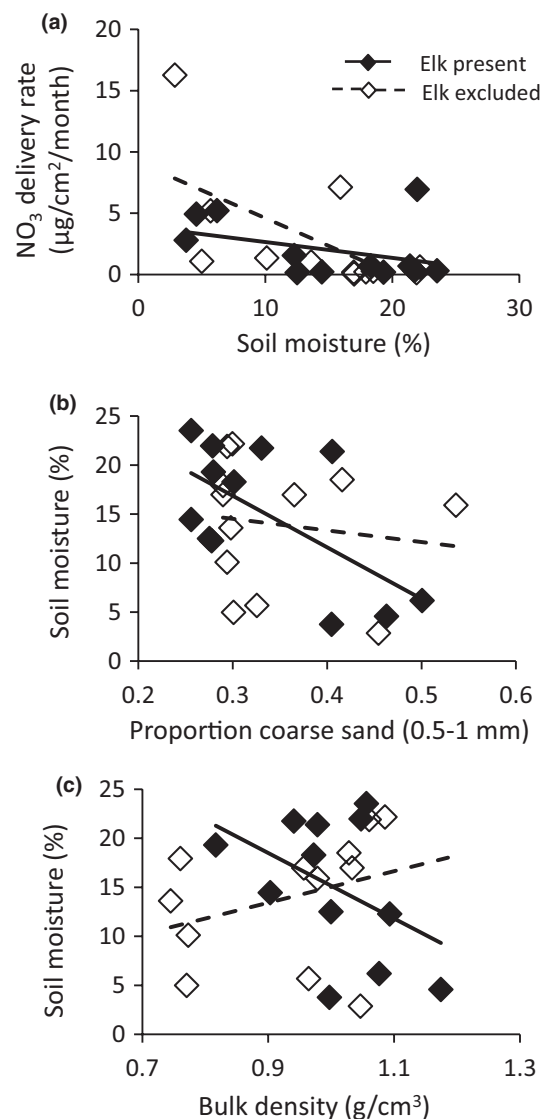 (a)
20
15
10
5
0
NO₃ delivery rate
(µg/cm²/month)
Elk present
Elk excluded
0 10 20 30
Soil moisture (%)
(b)
25
20
15
10
5
0
Soil moisture (%)
0.2 0.3 0.4 0.5 0.6
Proportion coarse sand (0.5-1 mm)
(c)
25
20
15
10
5
0
Soil moisture (%)
0.7 0.9 1.1 1.3
Bulk density (g/cm³)